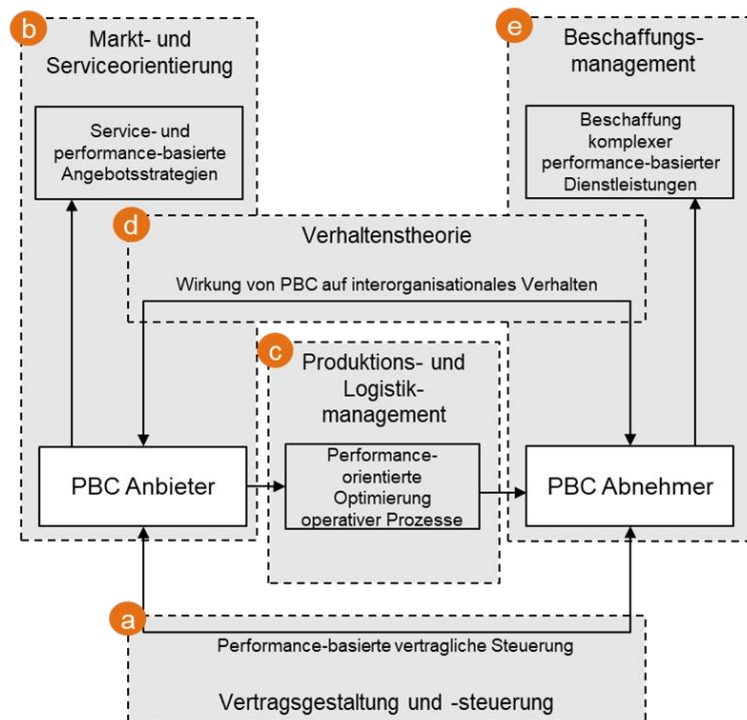 b
Markt- und
Serviceorientierung
Service- und
performance-basierte
Angebotsstrategien
e
Beschaffungs-
management
Beschaffung
komplexer
performance-basierter
Dienstleistungen
d
Verhaltenstheorie
Wirkung von PBC auf interorganisationales Verhalten
c
Produktions- und
Logistik-
management
Performance-
orientierte
Optimierung
operativer Prozesse
PBC Anbieter
PBC Abnehmer
a
Performance-basierte vertragliche Steuerung
Vertragsgestaltung und -steuerung